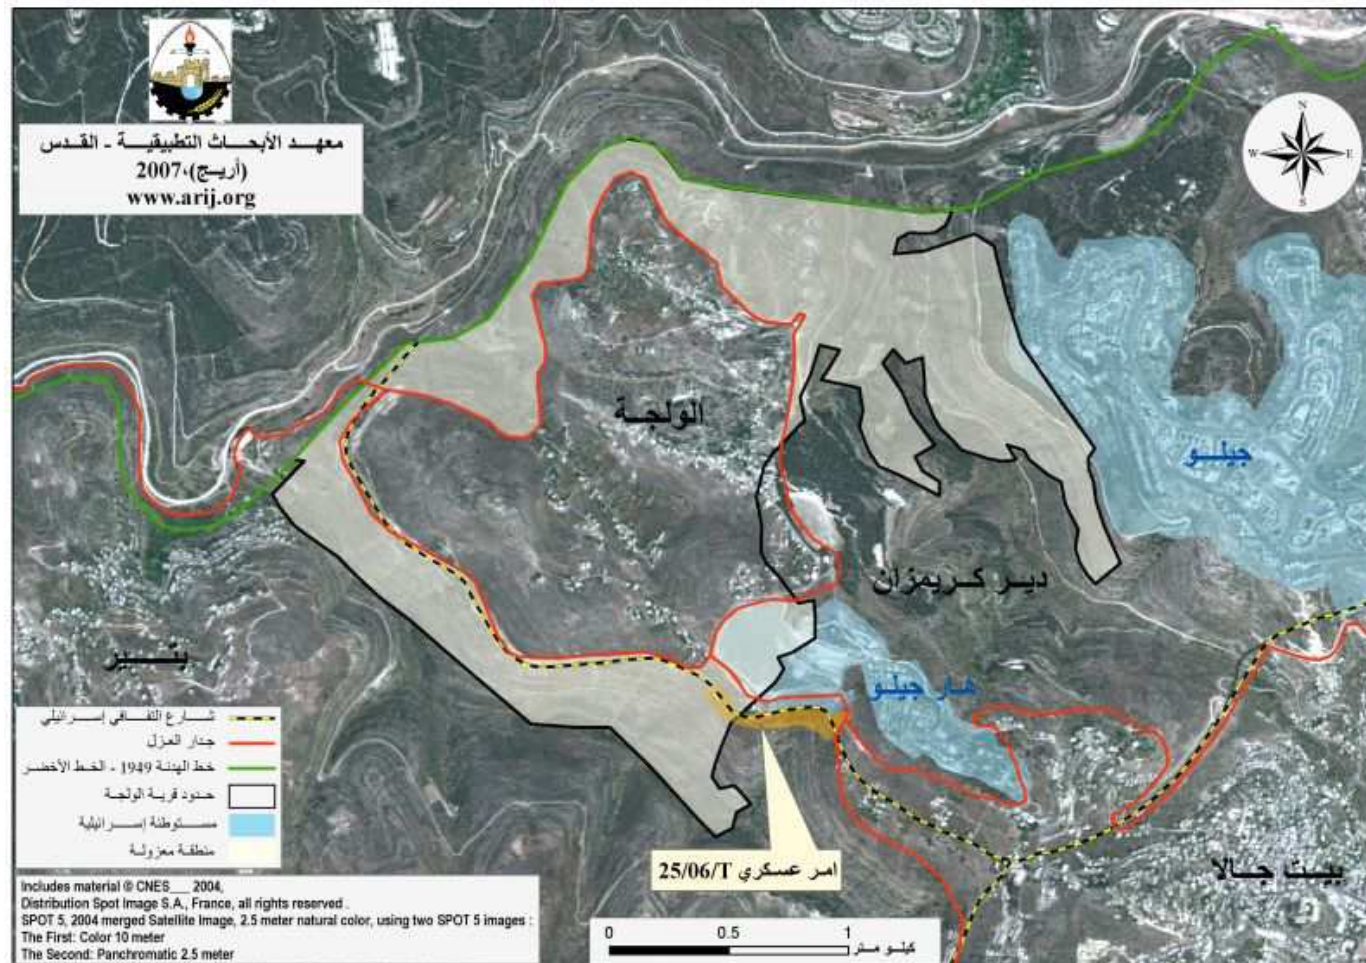 معهد الأبحاث التطبيقية - القدس
(أريج)،2007
www.arij.org
N
W E
S
الولجة
جيلو
دير كريمزان
هار جيلو
بتير
بيت جالا
شارع التفافي إسرائيلي
جدار العزل
خط الهدنة 1949 - الخط الأخضر
حدود قرية الولجة
مستوطنة إسرائيلية
منطقة معزولة
امر عسكري 25/06/T
Includes material © CNES___ 2004,
Distribution Spot Image S.A., France, all rights reserved .
SPOT 5, 2004 merged Satellite Image, 2.5 meter natural color, using two SPOT 5 images :
The First: Color 10 meter
The Second: Panchromatic 2.5 meter
0 0.5 1
كيلو متر